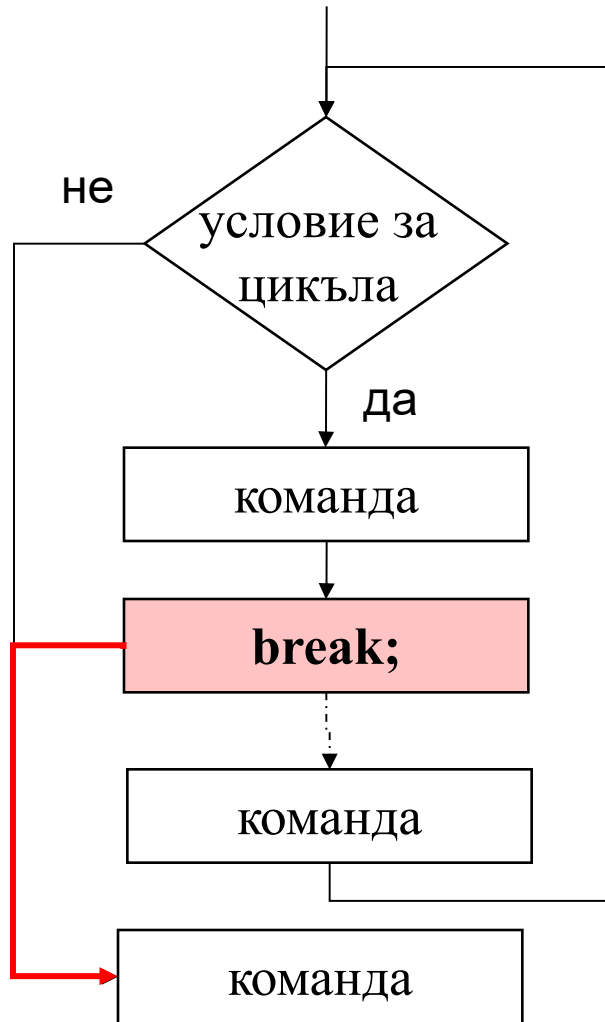 не
условие за
цикъла
да
команда
break;
команда
команда